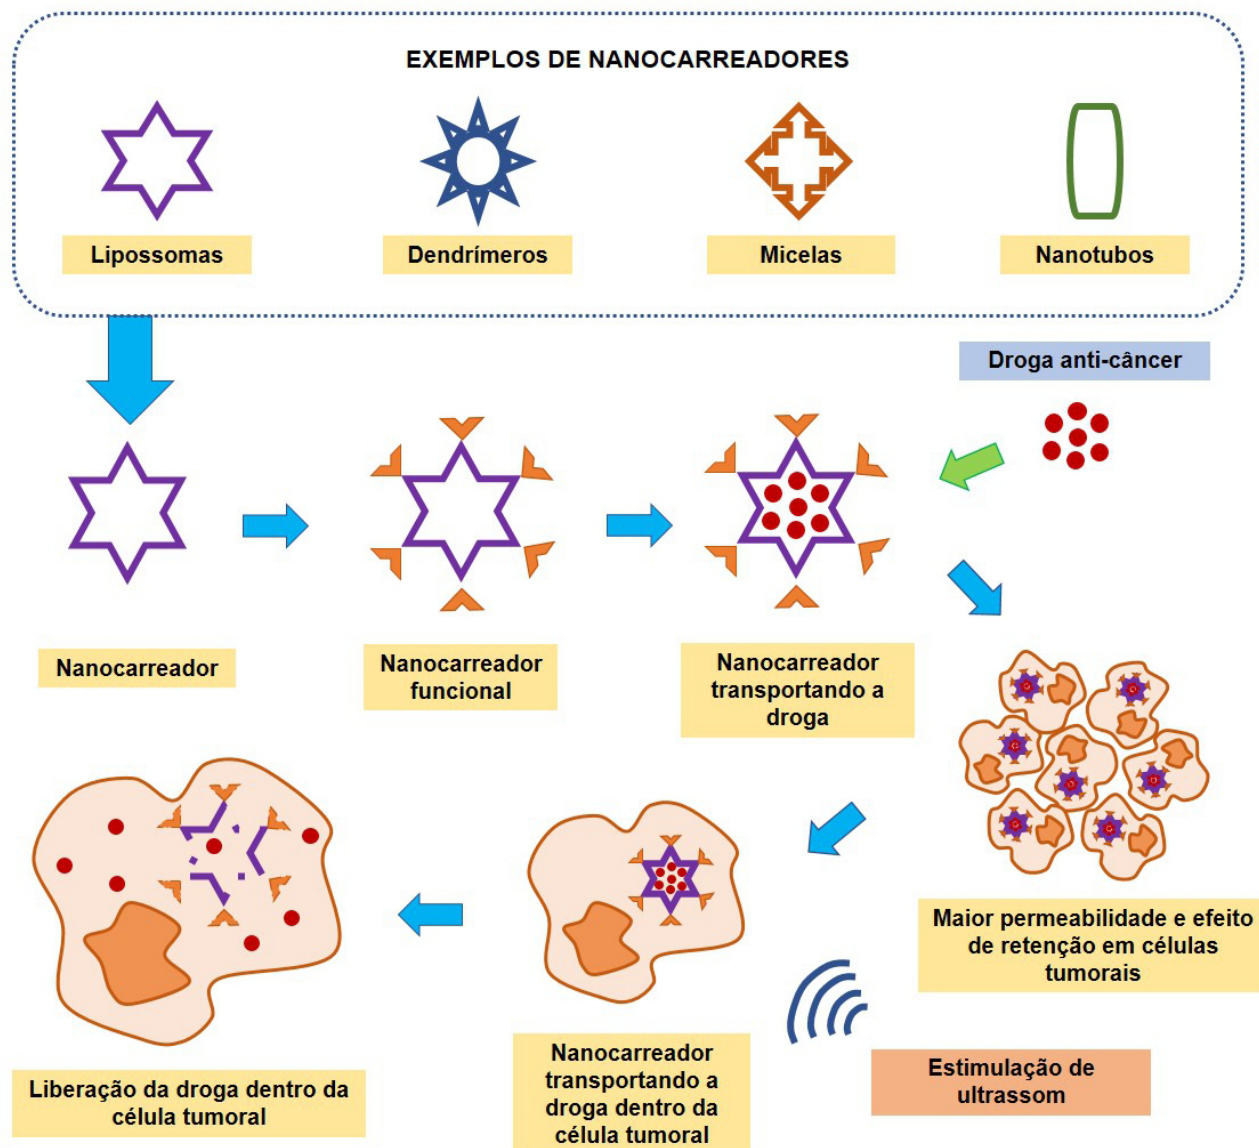 EXEMPLOS DE NANOCARREADORES
Lipossomas
Dendrímeros
Micelas
Nanotubos
Droga anti-câncer
Nanocarreador
Nanocarreador
funcional
Nanocarreador
transportando a
droga
Maior permeabilidade e efeito
de retenção em células
tumorais
Estimulação de
ultrassom
Nanocarreador
transportando a
droga dentro da
célula tumoral
Liberação da droga dentro da
célula tumoral